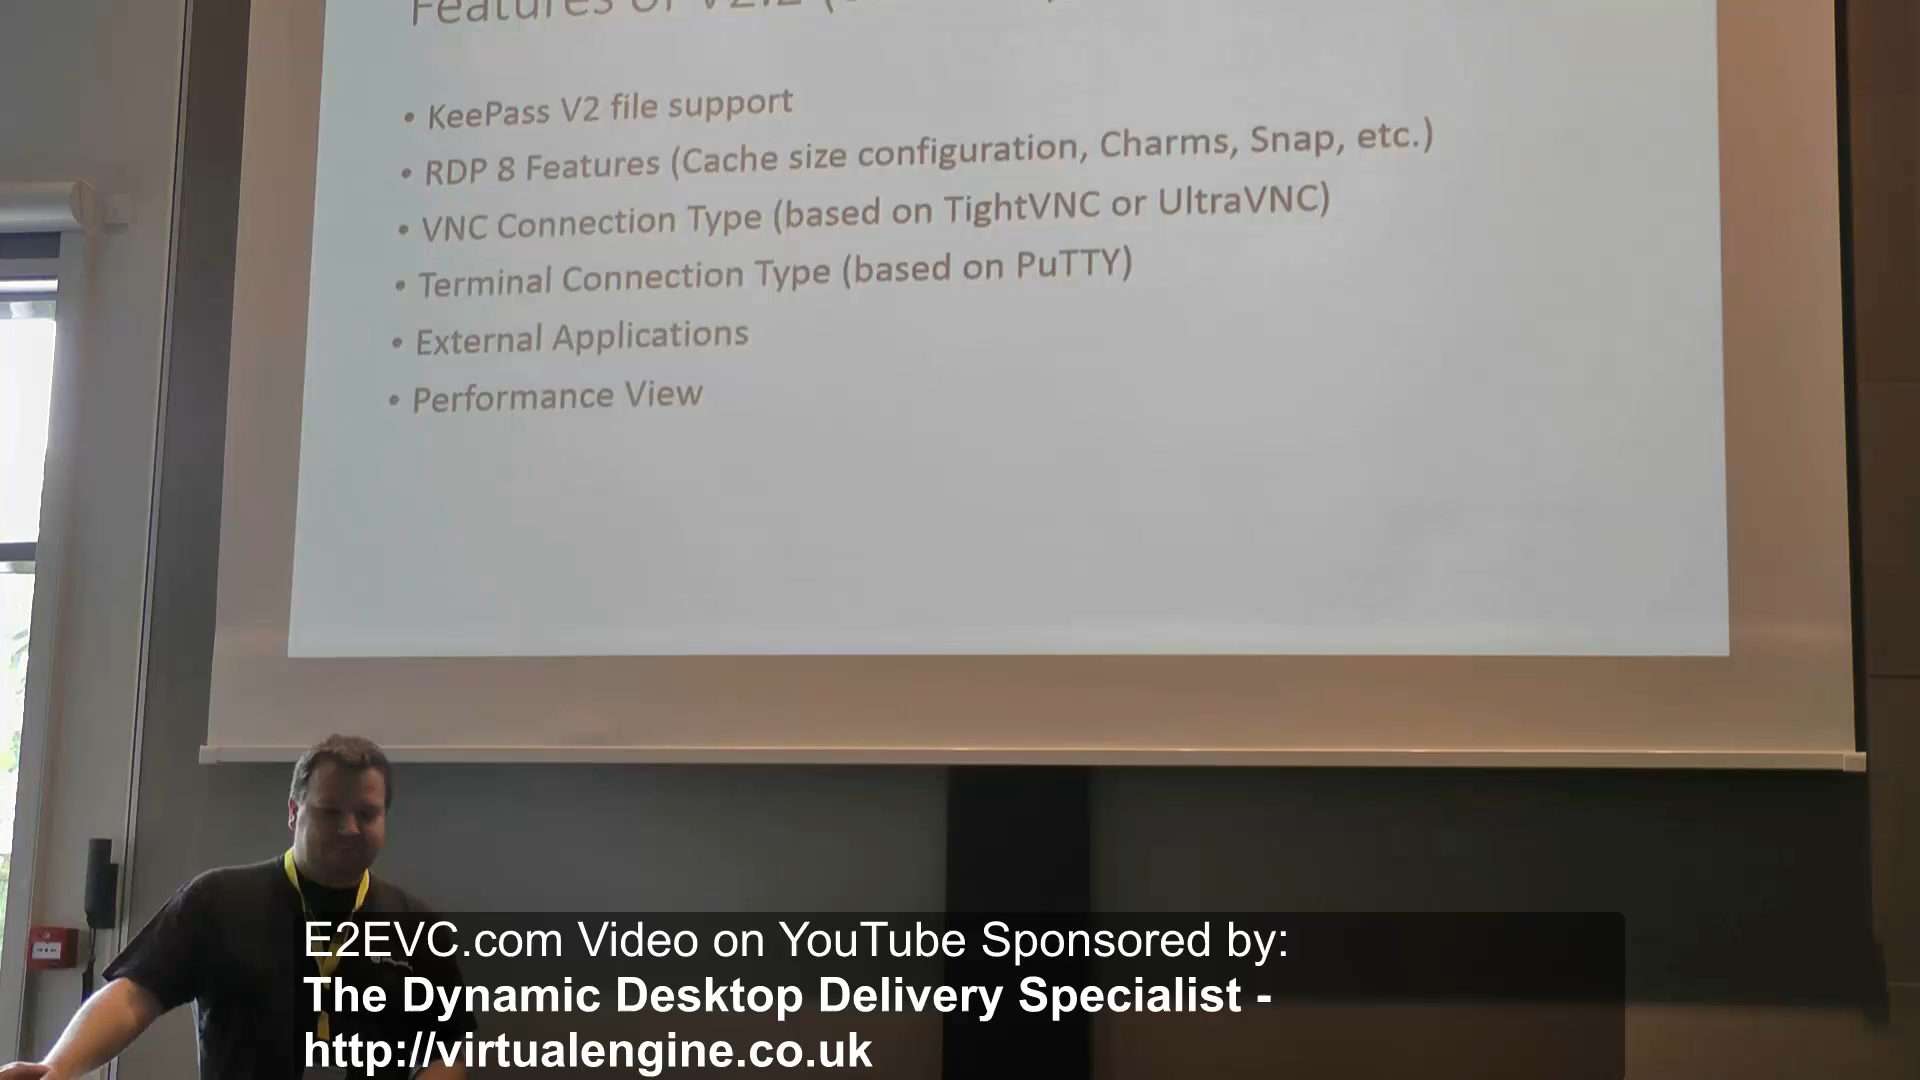 Features of V2.2
• KeePass V2 file support
• RDP 8 Features (Cache size configuration, Charms, Snap, etc.)
• VNC Connection Type (based on TightVNC or UltraVNC)
• Terminal Connection Type (based on PuTTY)
• External Applications
• Performance View
E2EVC.com Video on YouTube Sponsored by:
The Dynamic Desktop Delivery Specialist -
http://virtualengine.co.uk